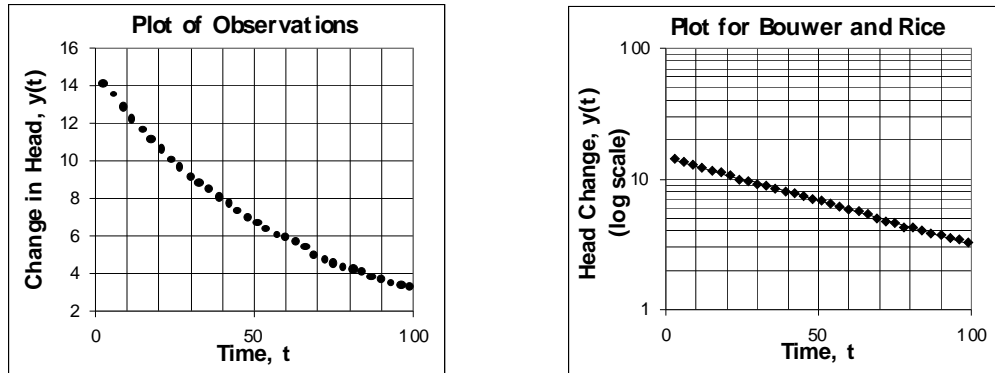 Plot of Observations
Change in Head, y(t)
16
14
12
10
8
6
4
2
0
50
100
Time, t
Plot for Bouwer and Rice
Head Change, y(t)
(log scale)
100
10
1
0
50
100
Time, t